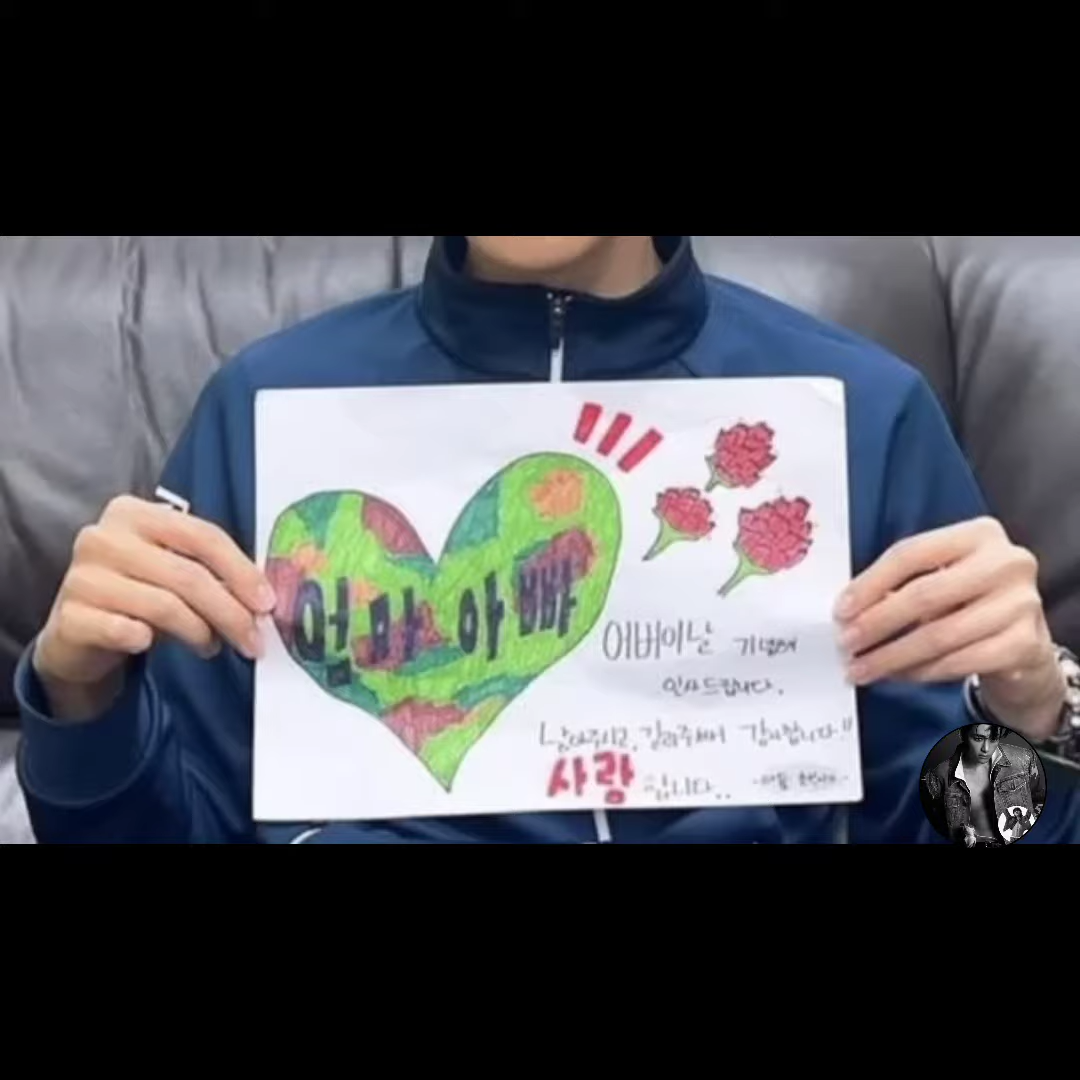 엄마 아빠
어버이날 기념해
인사드립니다.
낳아주시고, 길러주셔서 감사합니다!!
사랑 합니다..